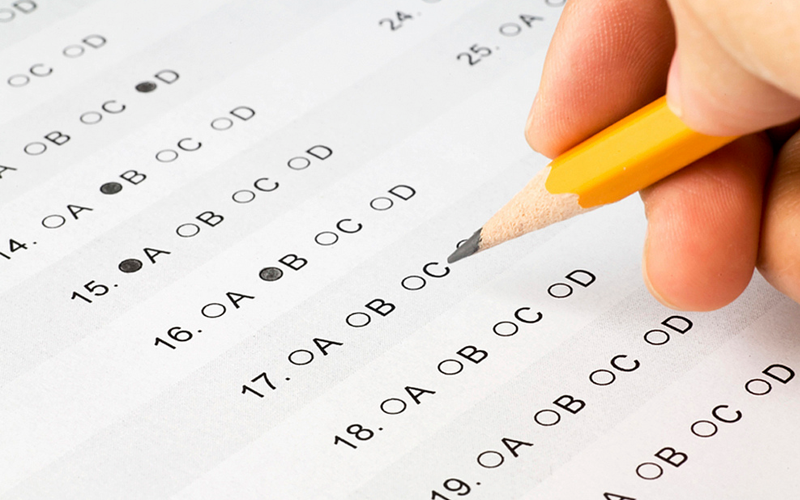 D
C D
A B C D
14. A B C D
15. A B C D
16. A B C D
17. A B C
18. A B C D
19. A B C D
A B C D
24.
25. A